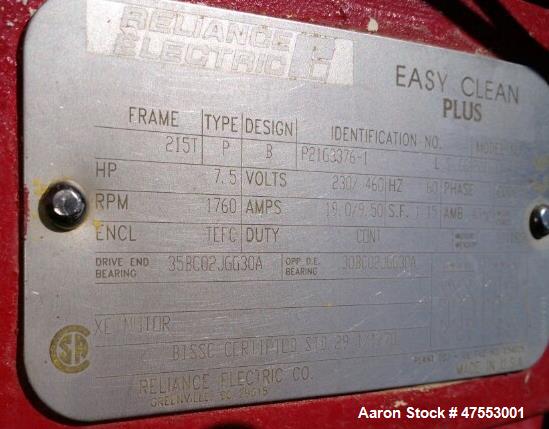 RELIANCE
ELECTRIC
EASY CLEAN
PLUS
FRAME TYPE DESIGN IDENTIFICATION NO.
215T P B P21G3376-1
HP 7.5 VOLTS 230/ 460 HZ 60 PHASE
RPM 1760 AMPS 19.0/9.50 S.F. 1.15 AMB
ENCL TEFC DUTY CONT
DRIVE END BEARING 35BC02JGG30A OPP D.E. BEARING 30BC02JGG30A
XE MOTOR
BISSC CERTIFIED STD 29
SA
RELIANCE ELECTRIC CO.
GREENVILLE, SC 29615
MADE IN U.S.A.
Aaron Stock # 47553001